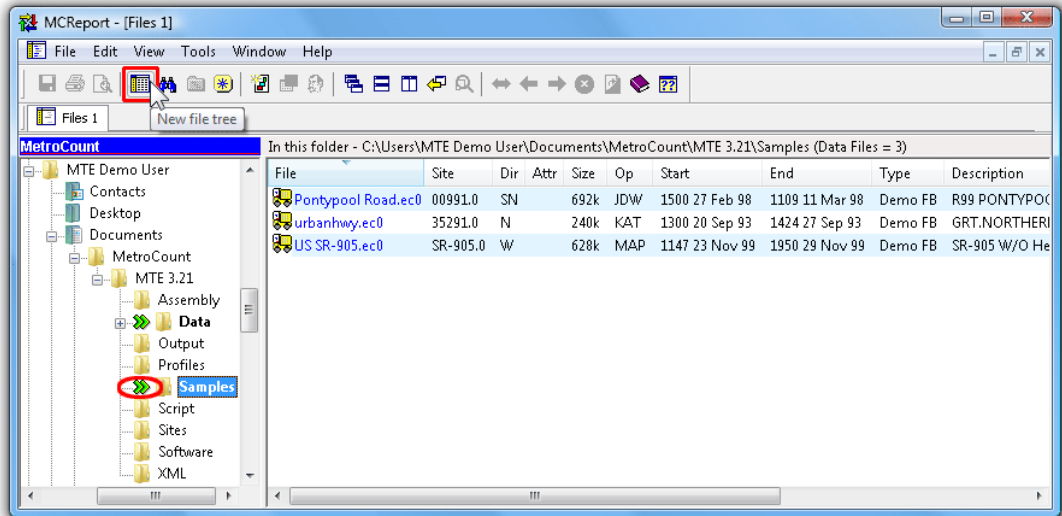 MCReport - [Files 1]
File Edit View Tools Window Help
Files 1
New file tree
MetroCount
In this folder - C:\Users\MTE Demo User\Documents\MetroCount\MTE 3.21\Samples (Data Files = 3)
MTE Demo User
Contacts
Desktop
Documents
MetroCount
MTE 3.21
Assembly
Data
Output
Profiles
Samples
Script
Sites
Software
XML
File Site Dir Attr Size Op Start End Type Description
Pontypool Road.ec0 00991.0 SN 692k JDW 1500 27 Feb 98 1109 11 Mar 98 Demo FB R99 PONTYPOO
urbanhwy.ec0 35291.0 N 240k KAT 1300 20 Sep 93 1424 27 Sep 93 Demo FB GRT.NORTHERI
US SR-905.ec0 SR-905.0 W 628k MAP 1147 23 Nov 99 1950 29 Nov 99 Demo FB SR-905 W/O He